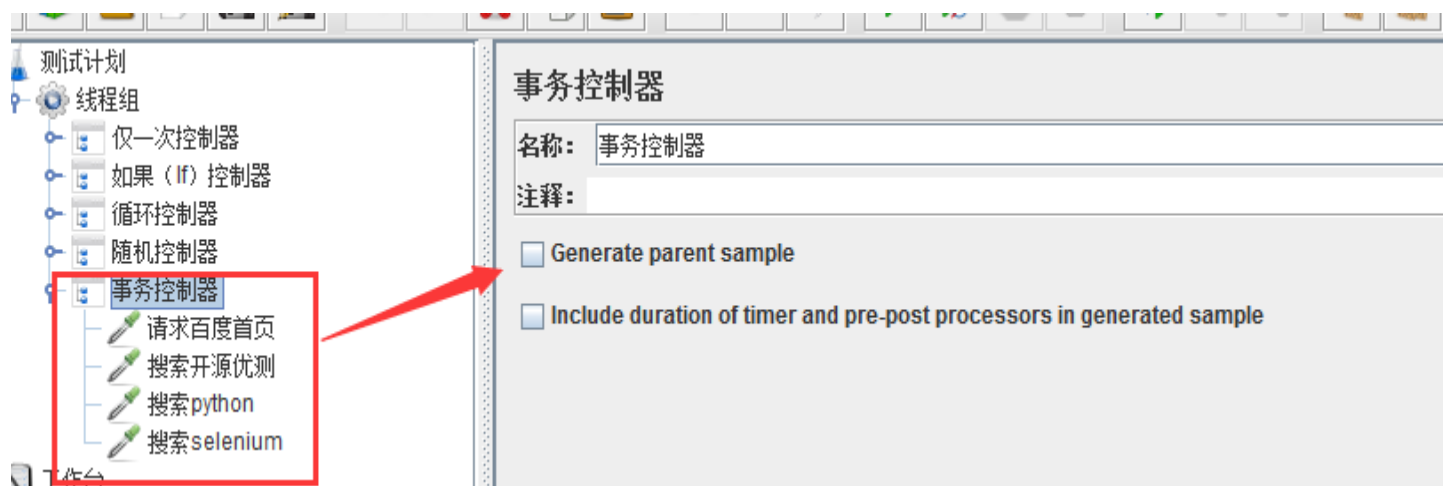 测试计划
线程组
仅一次控制器
如果（If）控制器
循环控制器
随机控制器
事务控制器
请求百度首页
搜索开源优测
搜索python
搜索selenium
工作台
事务控制器
名称： 事务控制器
注释：
Generate parent sample
Include duration of timer and pre-post processors in generated sample